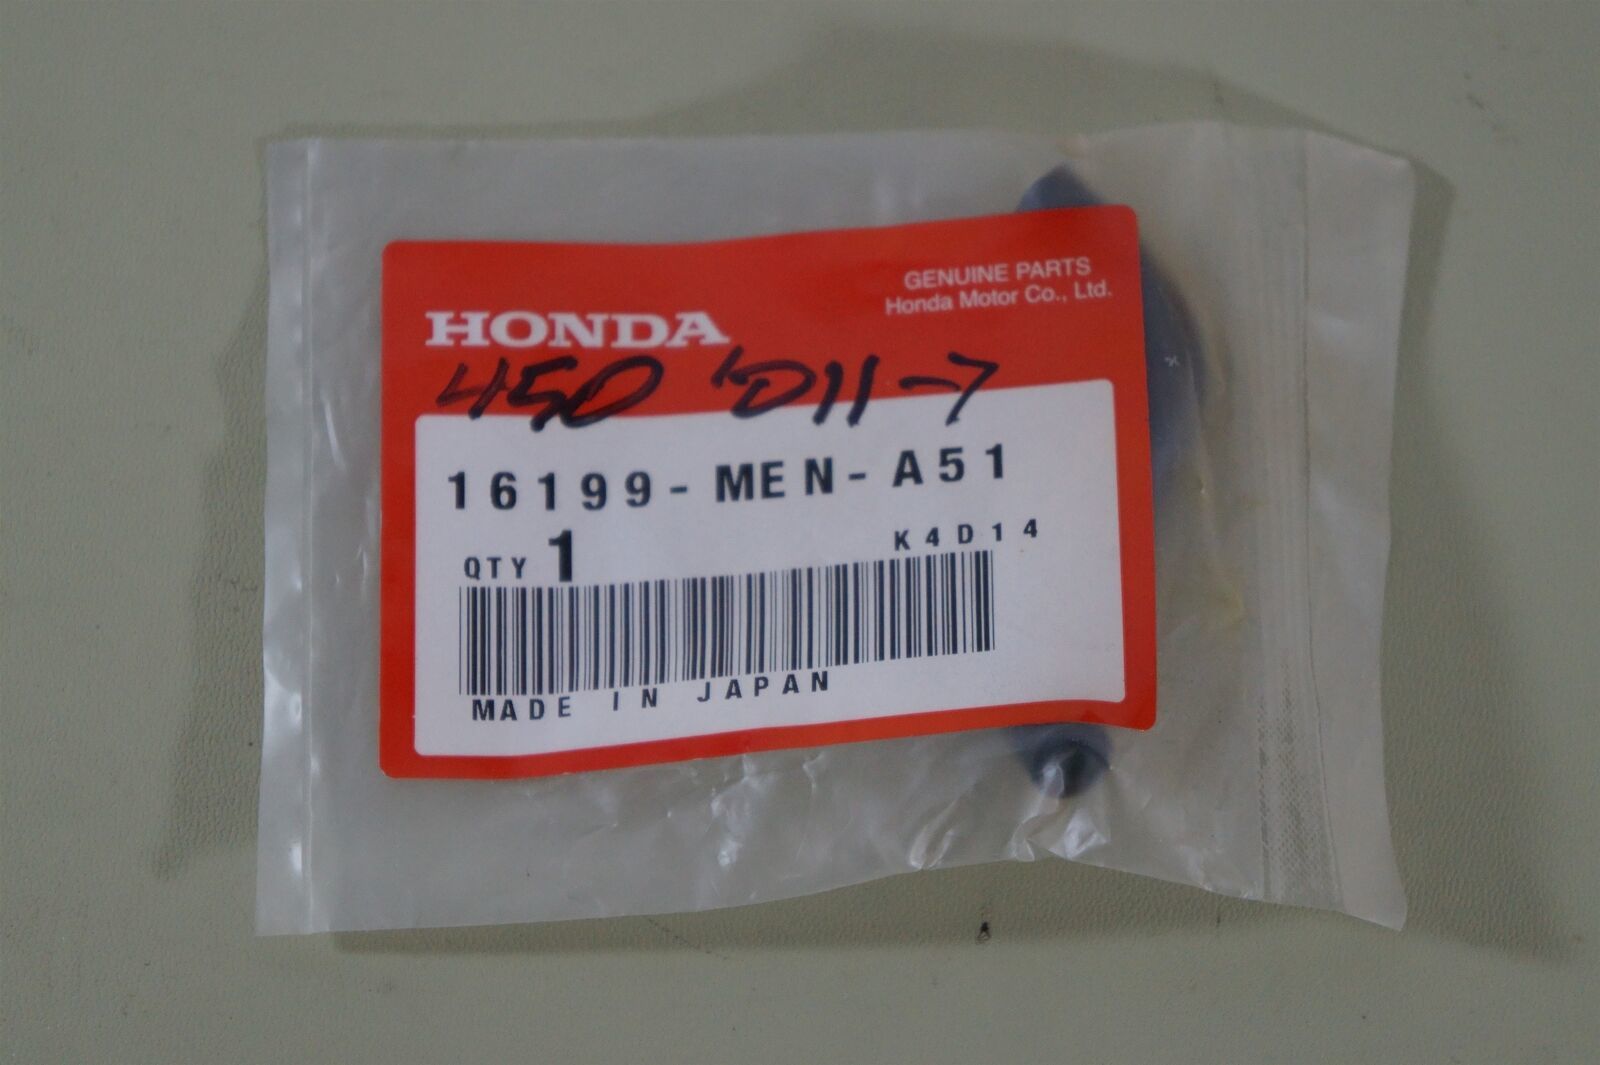 GENUINE PARTS
Honda Motor Co., Ltd.
HONDA
450 'D11-7
16199-MEN-A51
QTY 1
K4D14
MADE IN JAPAN